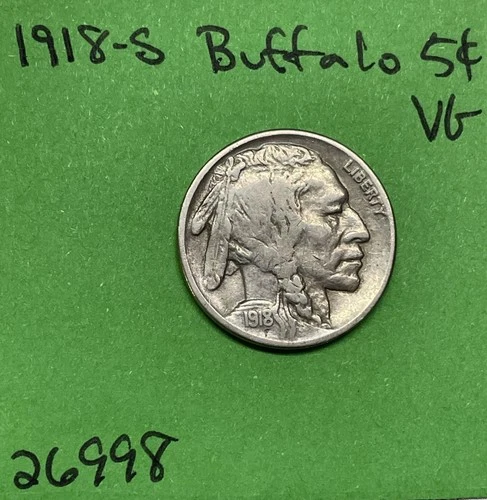 1918-S Buffalo 5¢
VG
LIBERTY
1918
F
26998